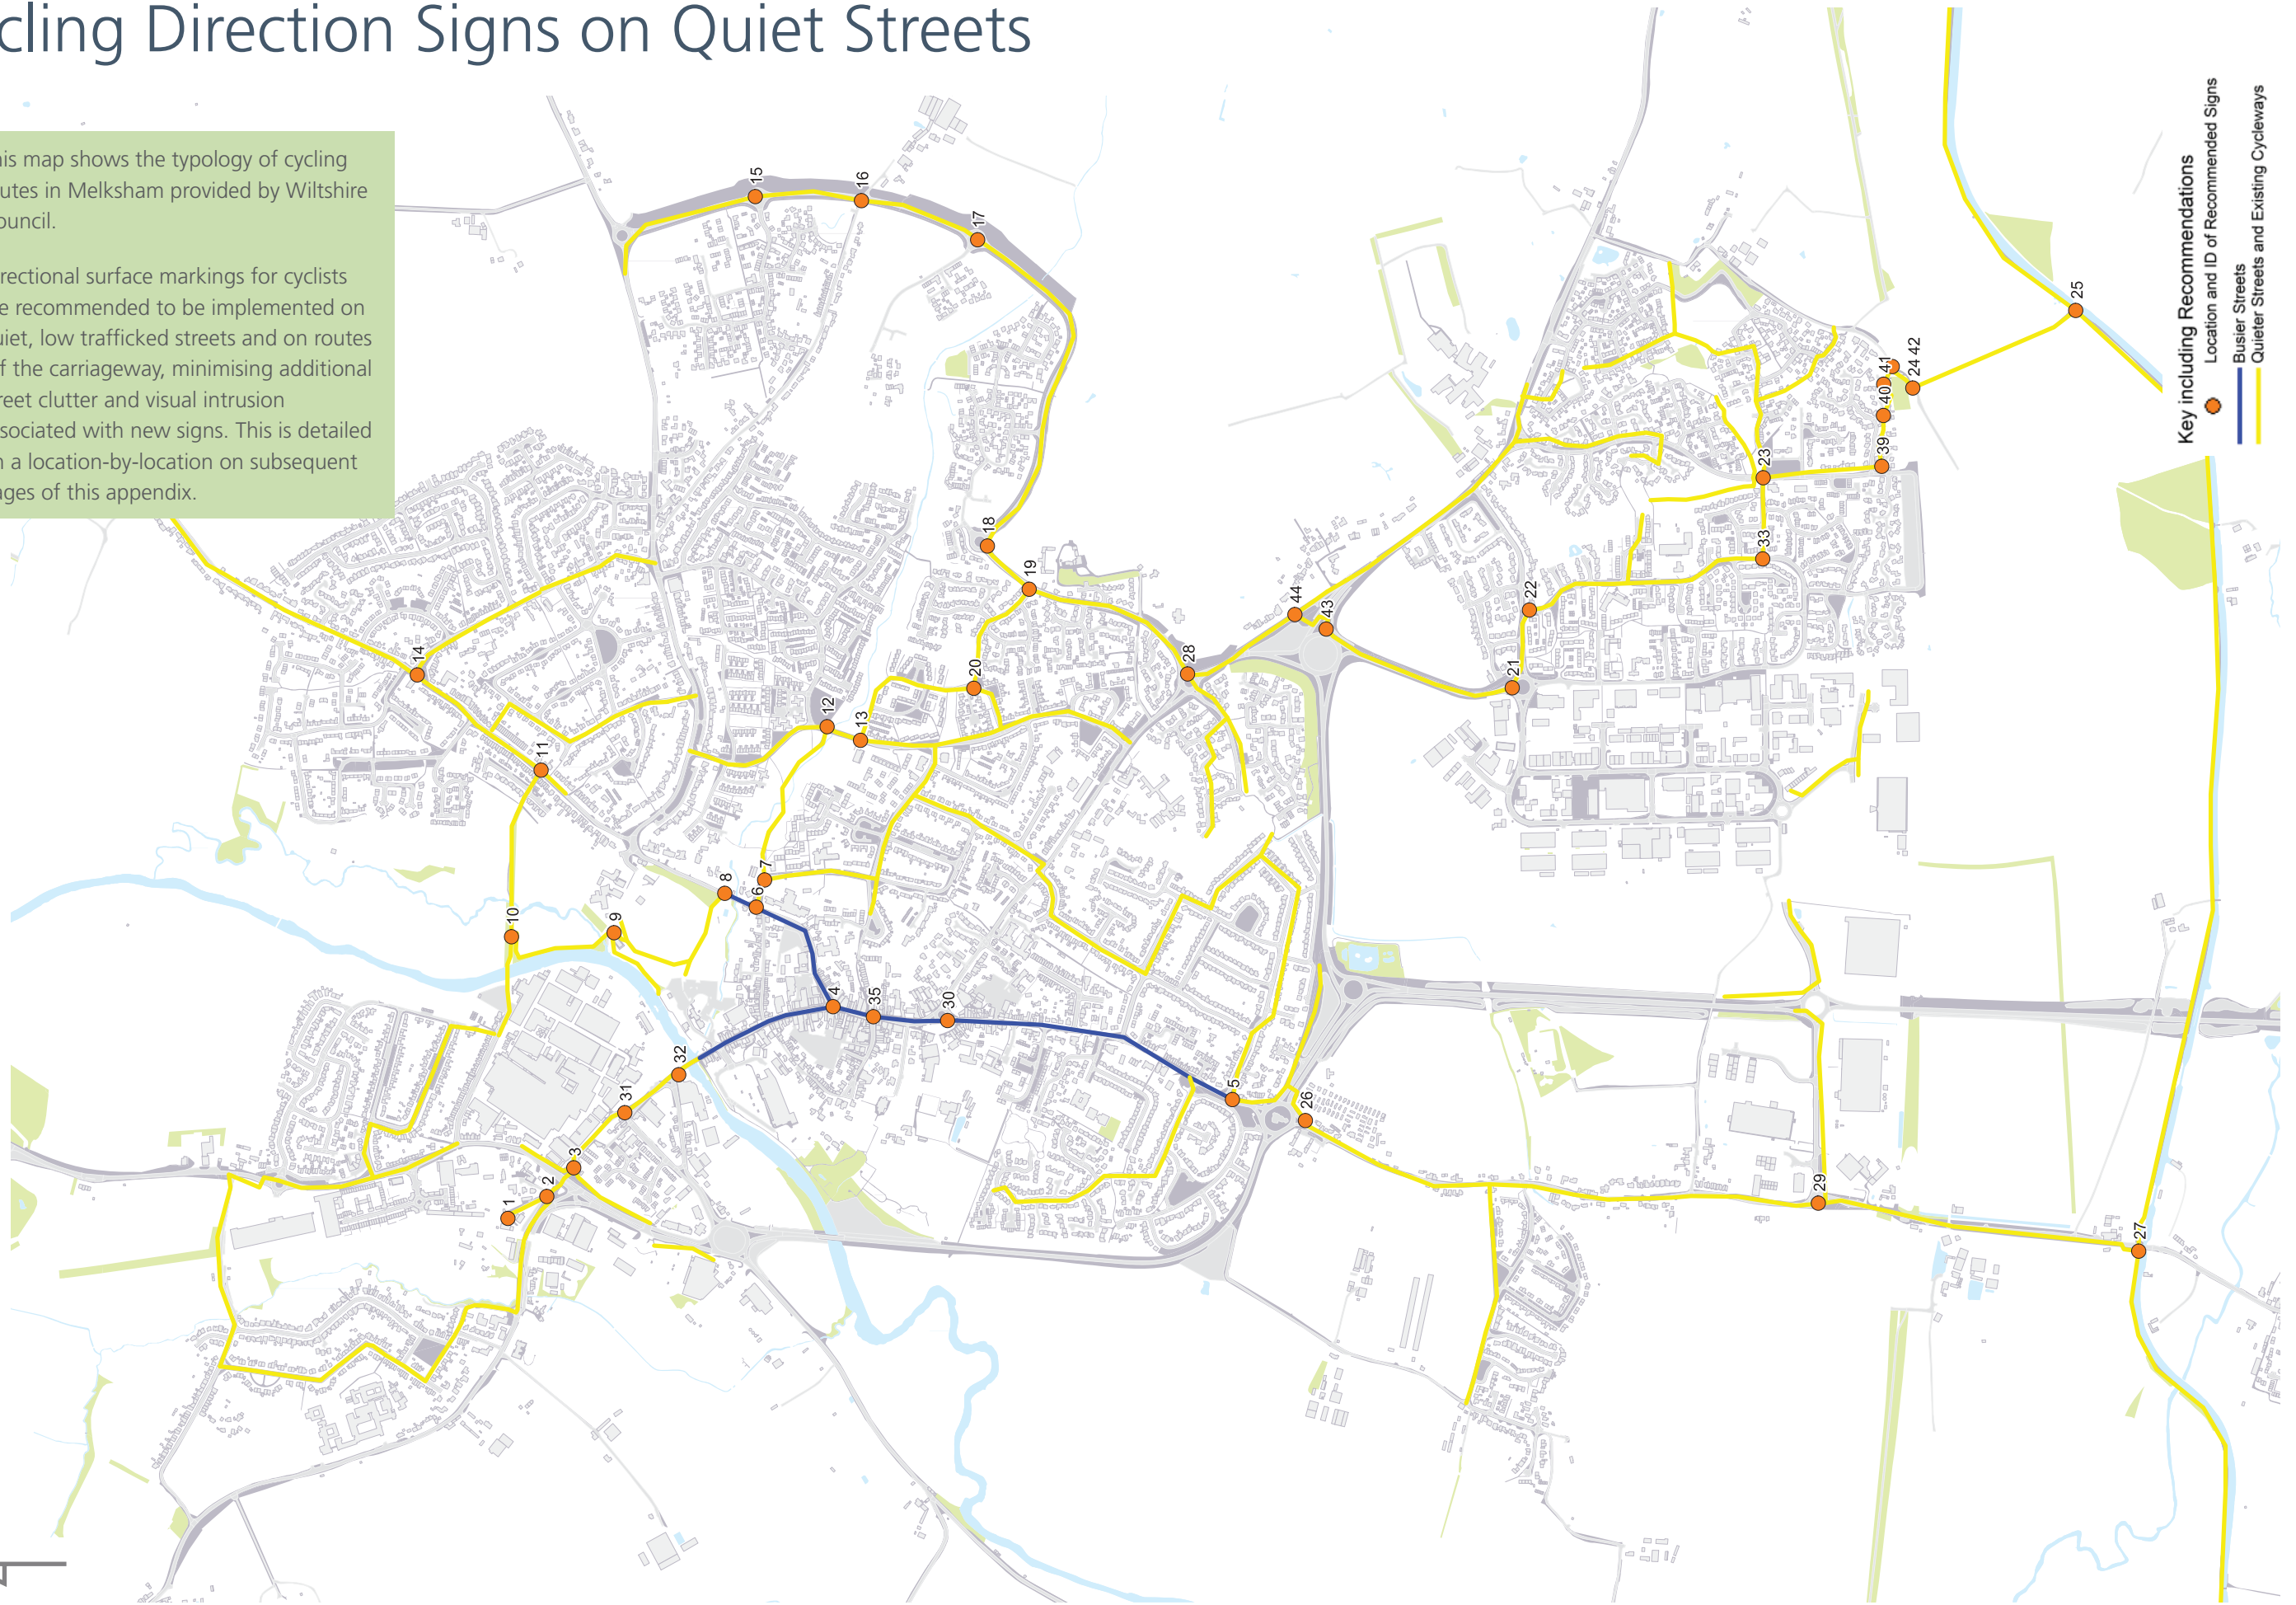 cling Direction Signs on Quiet Streets
his map shows the typology of cycling
utes in Melksham provided by Wiltshire
ouncil.
rectional surface markings for cyclists
e recommended to be implemented on
uiet, low trafficked streets and on routes
f the carriageway, minimising additional
reet clutter and visual intrusion
ssociated with new signs. This is detailed
n a location-by-location on subsequent
ages of this appendix.
15
16
17
25
24 42
41
40
39
23
18
33
19
44
22
43
14
28
20
21
12
13
11
7
8
6
9
10
4
35
30
32
5
31
26
3
2
29
1
27
Key including Recommendations
Location and ID of Recommended Signs
Busier Streets
Quieter Streets and Existing Cycleways